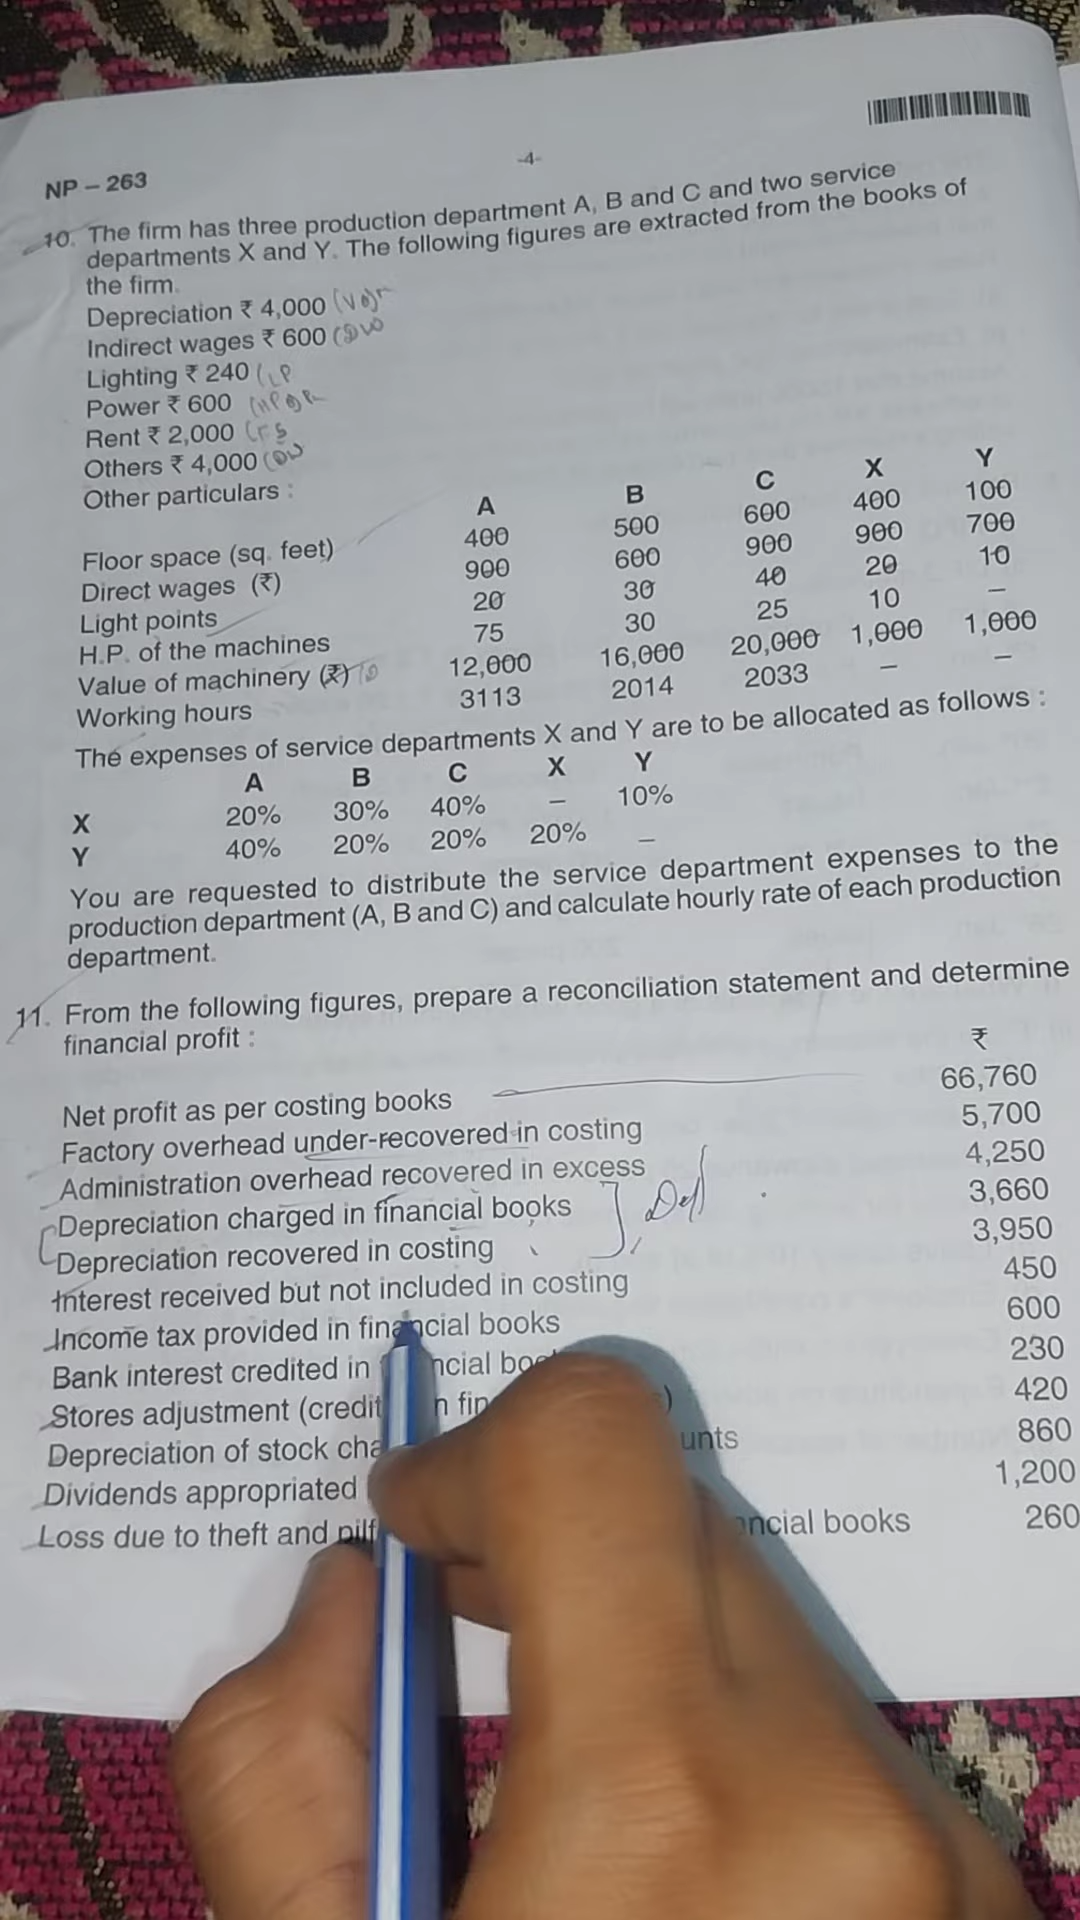 -4-
NP – 263
10. The firm has three production department A, B and C and two service
departments X and Y. The following figures are extracted from the books of
the firm.
Depreciation ₹ 4,000
Indirect wages ₹ 600
Lighting ₹ 240 (LP
Power ₹ 600
Rent ₹ 2,000
Others ₹ 4,000
Other particulars :
A B C X Y
Floor space (sq. feet) 400 500 600 400 100
Direct wages (₹) 900 600 900 900 700
Light points 20 30 40 20 10
H.P. of the machines 75 30 25 10 –
Value of machinery (₹) 12,000 16,000 20,000 1,000 1,000
Working hours 3113 2014 2033 – –
The expenses of service departments X and Y are to be allocated as follows :
A B C X Y
X 20% 30% 40% – 10%
Y 40% 20% 20% 20% –
You are requested to distribute the service department expenses to the
production department (A, B and C) and calculate hourly rate of each production
department.
11. From the following figures, prepare a reconciliation statement and determine
financial profit :
₹
Net profit as per costing books 66,760
Factory overhead under-recovered in costing 5,700
Administration overhead recovered in excess 4,250
Depreciation charged in financial books 3,660
Depreciation recovered in costing 3,950
Interest received but not included in costing 450
Income tax provided in financial books 600
Bank interest credited in 230
Stores adjustment 420
Depreciation of stock 860
Dividends appropriated 1,200
Loss due to theft and books 260